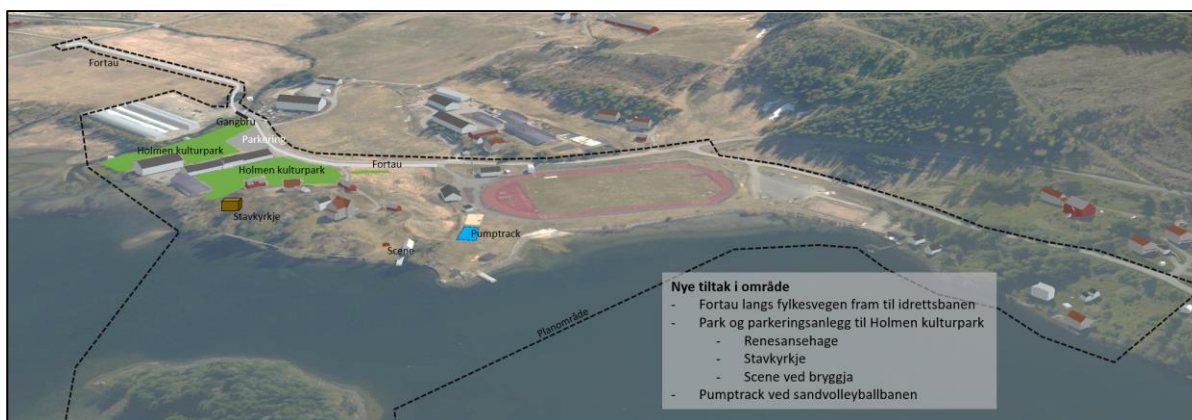 Fortau
Gangbru
Parkering
Holmen kulturpark
Holmen kulturpark
Fortau
Stavkyrkje
Pumptrack
Scene
Planområde
Nye tiltak i område
- Fortau langs fylkesvegen fram til idrettsbanen
- Park og parkeringsanlegg til Holmen kulturpark
- Renesansehage
- Stavkyrkje
- Scene ved bryggja
- Pumptrack ved sandvolleyballbanen